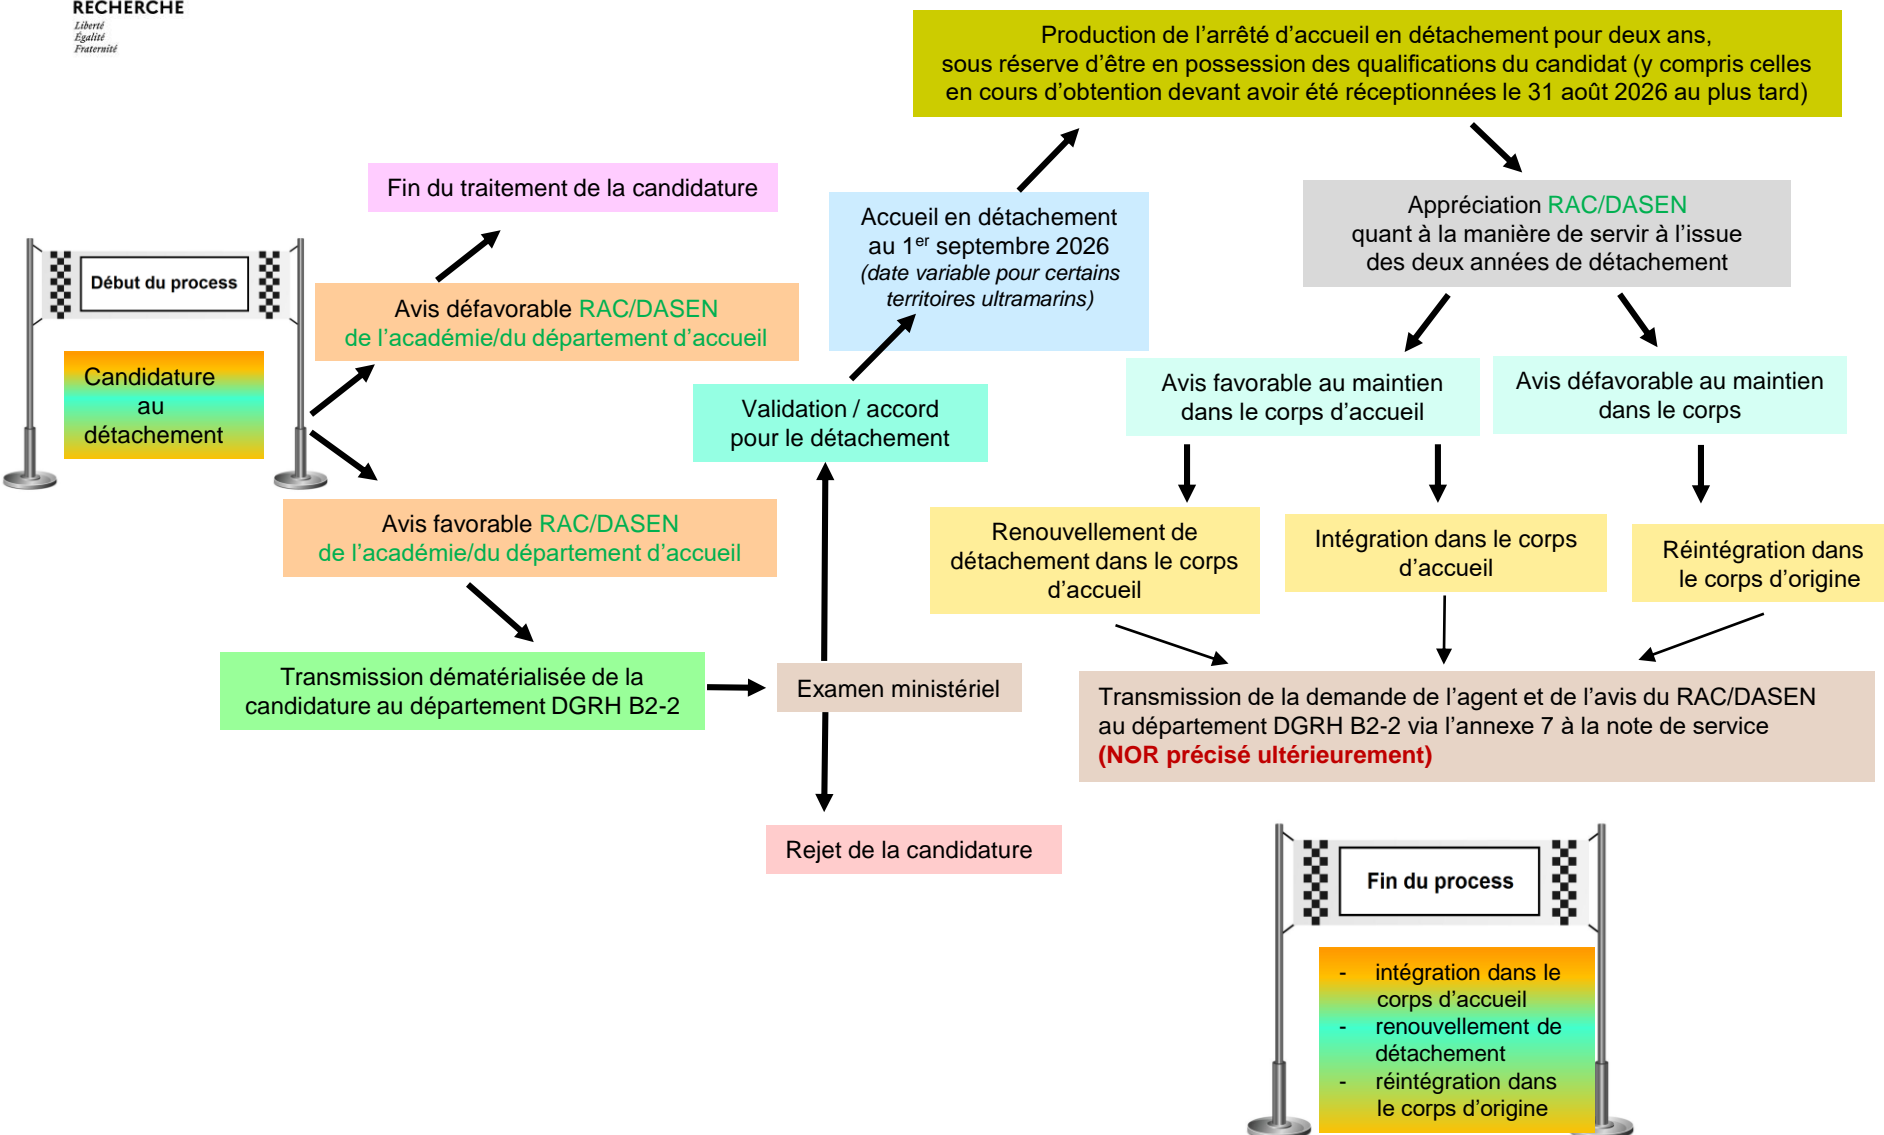 RECHERCHE
Liberté
Égalité
Fraternité
Production de l'arrêté d'accueil en détachement pour deux ans,
sous réserve d'être en possession des qualifications du candidat (y compris celles
en cours d'obtention devant avoir été réceptionnées le 31 août 2026 au plus tard)
Fin du traitement de la candidature
Accueil en détachement
au 1er septembre 2026
(date variable pour certains
territoires ultramarins)
Appréciation RAC/DASEN
quant à la manière de servir à l'issue
des deux années de détachement
Début du process
Avis défavorable RAC/DASEN
de l'académie/du département d'accueil
Candidature
au
détachement
Validation / accord
pour le détachement
Avis favorable au maintien
dans le corps d'accueil
Avis défavorable au maintien
dans le corps
Avis favorable RAC/DASEN
de l'académie/du département d'accueil
Renouvellement de
détachement dans le corps
d'accueil
Intégration dans le corps
d'accueil
Réintégration dans
le corps d'origine
Transmission dématérialisée de la
candidature au département DGRH B2-2
Examen ministériel
Transmission de la demande de l'agent et de l'avis du RAC/DASEN
au département DGRH B2-2 via l'annexe 7 à la note de service
(NOR précisé ultérieurement)
Rejet de la candidature
Fin du process
- intégration dans le
corps d'accueil
- renouvellement de
détachement
- réintégration dans
le corps d'origine